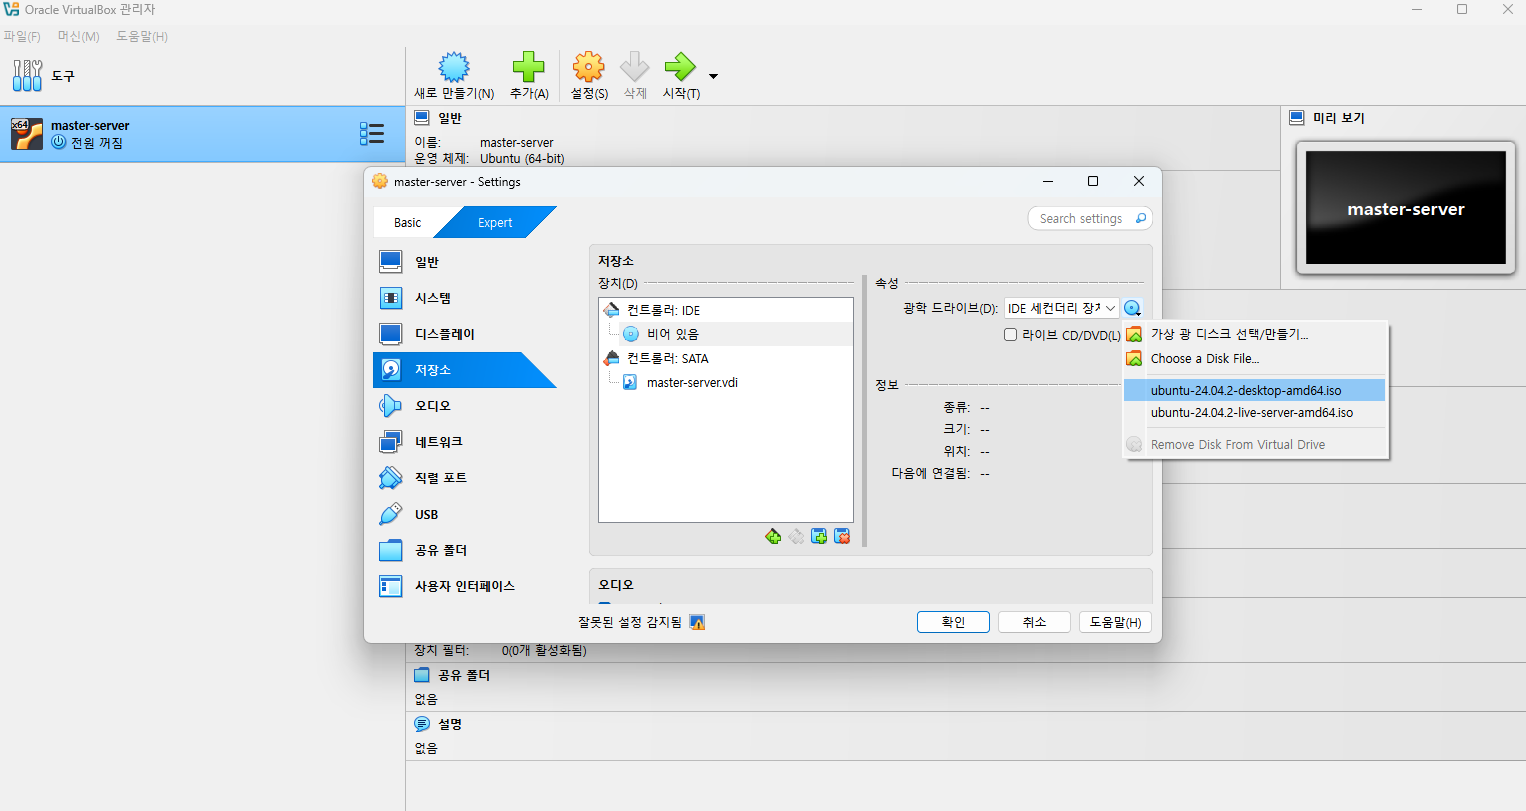 Oracle VirtualBox 관리자
파일(F) 머신(M) 도움말(H)
도구
새로 만들기(N) 추가(A) 설정(S) 삭제 시작(T)
x64
master-server
전원 꺼짐
일반
이름: master-server
운영 체제: Ubuntu (64-bit)
미리 보기
master-server
master-server - Settings
Basic Expert
Search settings
일반
시스템
디스플레이
저장소
오디오
네트워크
직렬 포트
USB
공유 폴더
사용자 인터페이스
저장소
장치(D)
컨트롤러: IDE
비어 있음
컨트롤러: SATA
master-server.vdi
속성
광학 드라이브(D): IDE 세컨더리 장치
라이브 CD/DVD(L)
정보
종류: --
크기: --
위치: --
다음에 연결됨: --
가상 광 디스크 선택/만들기...
Choose a Disk File...
ubuntu-24.04.2-desktop-amd64.iso
ubuntu-24.04.2-live-server-amd64.iso
Remove Disk From Virtual Drive
오디오
잘못된 설정 감지됨
확인 취소 도움말(H)
장치 필터: 0(0개 활성화됨)
공유 폴더
없음
설명
없음